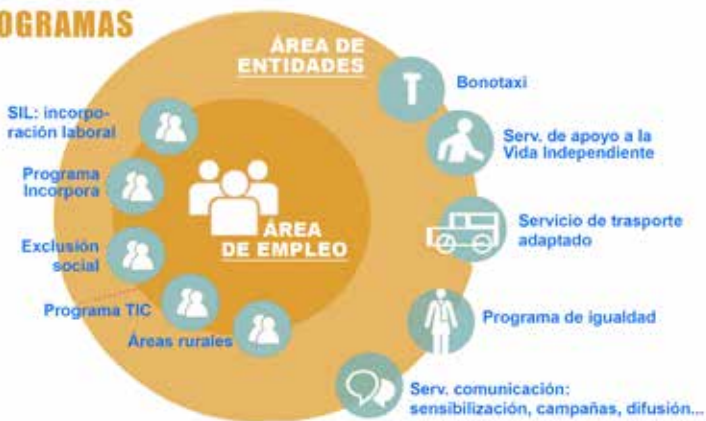 OGRAMAS
ÁREA DE
ENTIDADES
Bonotaxi
SIL: incorpo-
ración laboral
Serv. de apoyo a la
Vida Independiente
Programa
Incorpora
Servicio de trasporte
adaptado
ÁREA
DE EMPLEO
Exclusión
social
Programa TIC
Programa de igualdad
Áreas rurales
Serv. comunicación:
sensibilización, campañas, difusión...